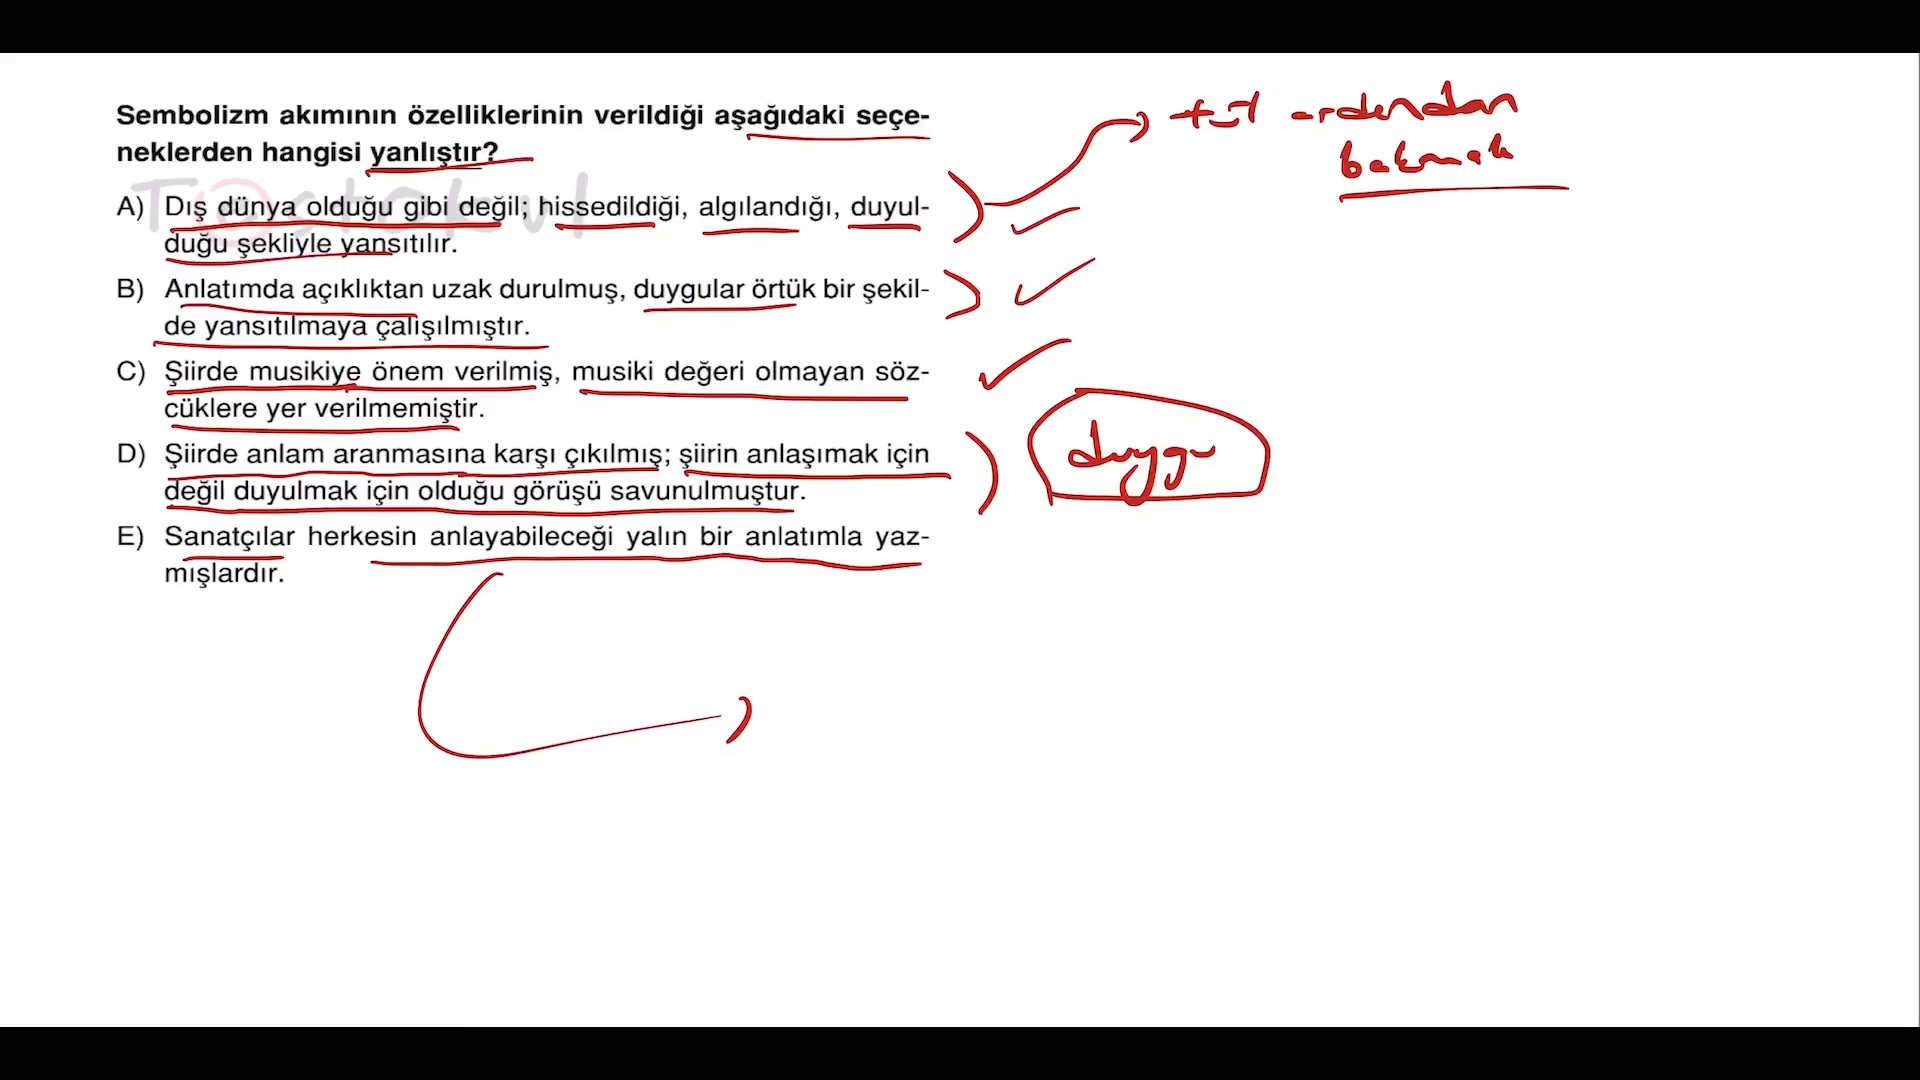 Sembolizm akımının özelliklerinin verildiği aşağıdaki seçe-
neklerden hangisi yanlıştır?
A) Dış dünya olduğu gibi değil; hissedildiği, algılandığı, duyul-
duğu şekliyle yansıtılır.
B) Anlatımda açıklıktan uzak durulmuş, duygular örtük bir şekil-
de yansıtılmaya çalışılmıştır.
C) Şiirde musikiye önem verilmiş, musiki değeri olmayan söz-
cüklere yer verilmemiştir.
D) Şiirde anlam aranmasına karşı çıkılmış; şiirin anlaşımak için
değil duyulmak için olduğu görüşü savunulmuştur.
E) Sanatçılar herkesin anlayabileceği yalın bir anlatımla yaz-
mışlardır.
tül ardından
bakmak
duygu